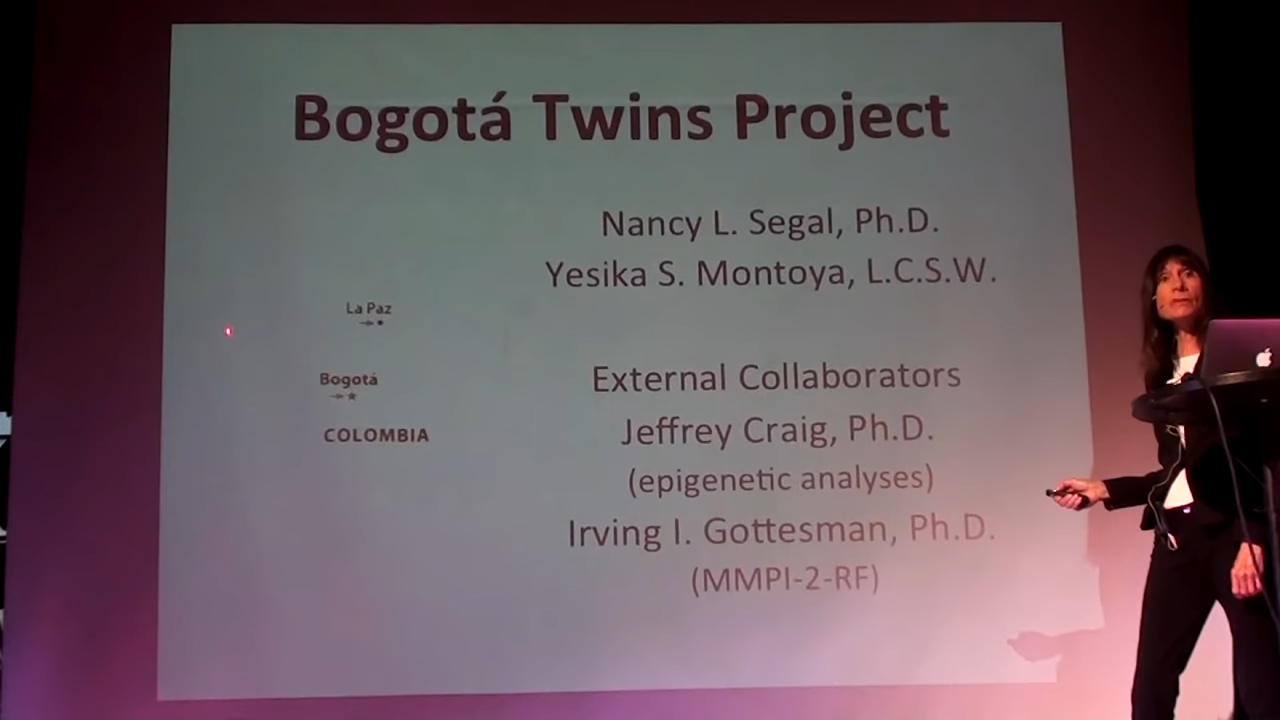 Bogotá Twins Project
Nancy L. Segal, Ph.D.
Yesika S. Montoya, L.C.S.W.
La Paz
Bogotá
COLOMBIA
External Collaborators
Jeffrey Craig, Ph.D.
(epigenetic analyses)
Irving I. Gottesman, Ph.D.
(MMPI-2-RF)